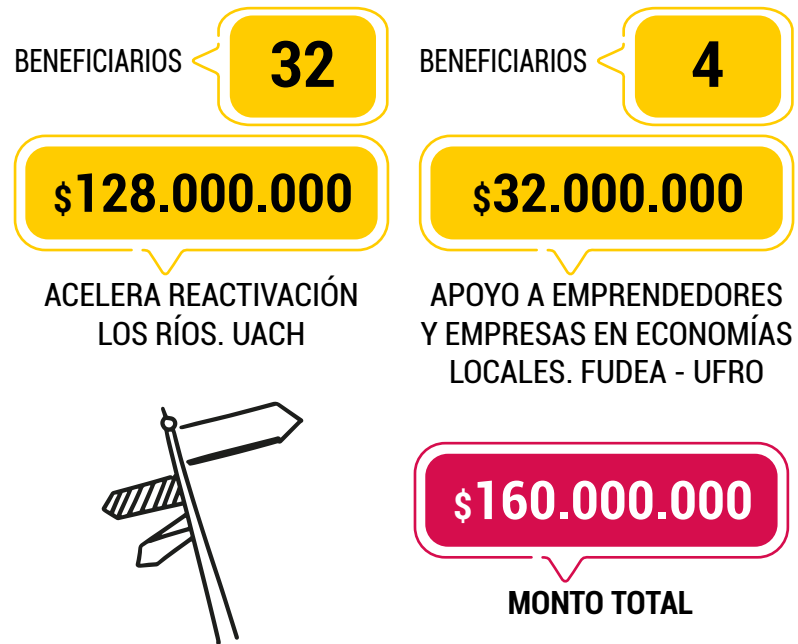 BENEFICIARIOS
32
$128.000.000
ACELERA REACTIVACIÓN
LOS RÍOS. UACH
BENEFICIARIOS
4
$32.000.000
APOYO A EMPRENDEDORES
Y EMPRESAS EN ECONOMÍAS
LOCALES. FUDEA - UFRO
$160.000.000
MONTO TOTAL